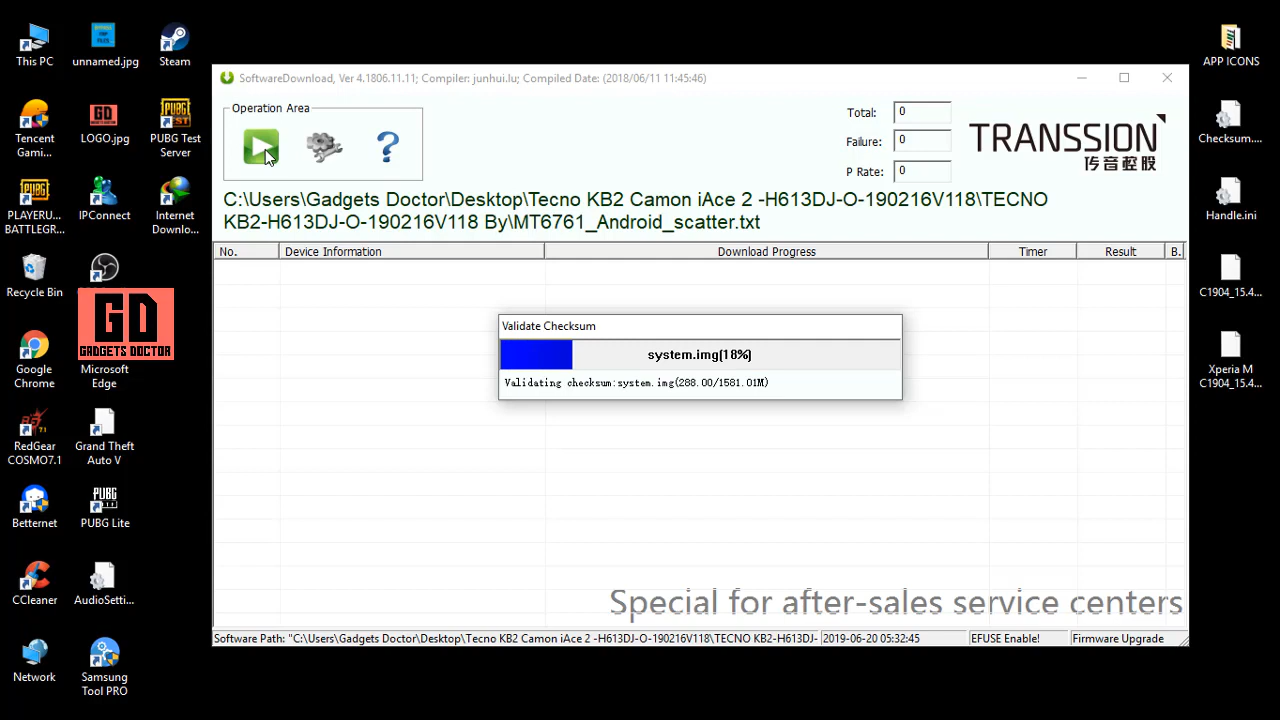 This PC
unnamed.jpg
Steam
Tencent
Gami...
LOGO.jpg
PUBG Test
Server
PLAYERU...
BATTLEGR...
IPConnect
Internet
Downlo...
Recycle Bin
GD
GADGETS DOCTOR
Google
Chrome
Microsoft
Edge
RedGear
COSMO7.1
Grand Theft
Auto V
Betternet
PUBG Lite
CCleaner
AudioSetti...
Network
Samsung
Tool PRO
SoftwareDownload, Ver 4.1806.11.11; Compiler: junhui.lu; Compiled Date: (2018/06/11 11:45:46)
Operation Area
Total: 0
Failure: 0
P Rate: 0
TRANSSION
传音控股
C:\Users\Gadgets Doctor\Desktop\Tecno KB2 Camon iAce 2 -H613DJ-O-190216V118\TECNO
KB2-H613DJ-O-190216V118 By\MT6761_Android_scatter.txt
No. Device Information Download Progress Timer Result B.
Validate Checksum
system.img(18%)
Validating checksum:system.img(288.00/1581.01M)
Special for after-sales service centers
Software Path: "C:\Users\Gadgets Doctor\Desktop\Tecno KB2 Camon iAce 2 -H613DJ-O-190216V118\TECNO KB2-H613DJ- 2019-06-20 05:32:45 EFUSE Enable! Firmware Upgrade
APP ICONS
Checksum....
Handle.ini
C1904_15.4...
Xperia M
C1904_15.4...